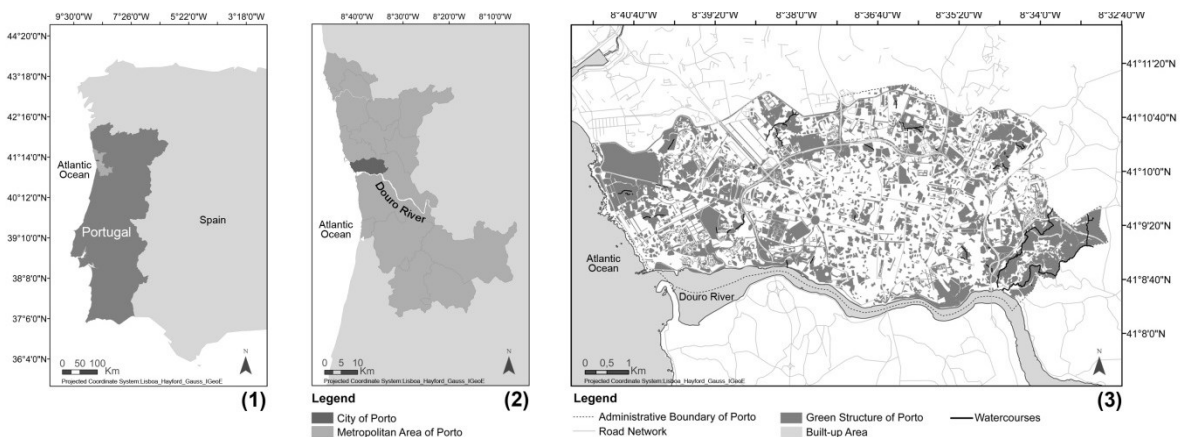 9°30'0"W 7°26'0"W 5°22'0"W 3°18'0"W
44°20'0"N
43°18'0"N
42°16'0"N
41°14'0"N
40°12'0"N
39°10'0"N
38°8'0"N
37°6'0"N
36°4'0"N
Atlantic
Ocean
Portugal
Spain
0 50 100
Km
N
Projected Coordinate System:Lisboa_Hayford_Gauss_IGeoE
(1)
8°40'0"W 8°30'0"W 8°20'0"W 8°10'0"W
Douro River
Atlantic
Ocean
0 5 10
Km
N
Projected Coordinate System:Lisboa_Hayford_Gauss_IGeoE
(2)
Legend
City of Porto
Metropolitan Area of Porto
8°40'40"W 8°39'20"W 8°38'0"W 8°36'40"W 8°35'20"W 8°34'0"W 8°32'40"W
41°11'20"N
41°10'40"N
41°10'0"N
41°9'20"N
41°8'40"N
41°8'0"N
Atlantic
Ocean
Douro River
0 0,5 1
Km
N
Projected Coordinate System:Lisboa_Hayford_Gauss_IGeoE
(3)
Legend
Administrative Boundary of Porto
Road Network
Green Structure of Porto
Built-up Area
Watercourses